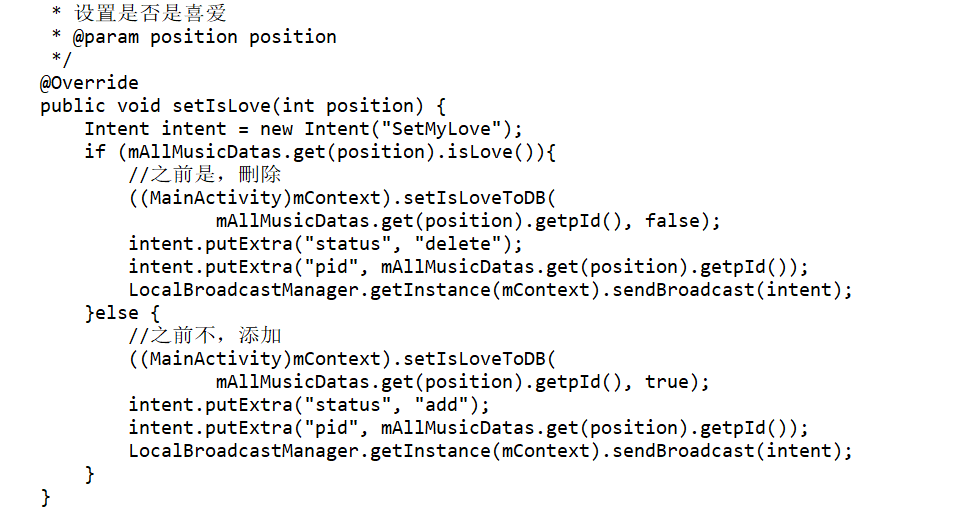 * 设置是否是喜爱
* @param position position
*/
@Override
public void setIsLove(int position) {
Intent intent = new Intent("SetMyLove");
if (mAllMusicDatas.get(position).isLove()){
//之前是，刪除
((MainActivity)mContext).setIsLoveToDB(
mAllMusicDatas.get(position).getpId(), false);
intent.putExtra("status", "delete");
intent.putExtra("pid", mAllMusicDatas.get(position).getpId());
LocalBroadcastManager.getInstance(mContext).sendBroadcast(intent);
}else {
//之前不，添加
((MainActivity)mContext).setIsLoveToDB(
mAllMusicDatas.get(position).getpId(), true);
intent.putExtra("status", "add");
intent.putExtra("pid", mAllMusicDatas.get(position).getpId());
LocalBroadcastManager.getInstance(mContext).sendBroadcast(intent);
}
}